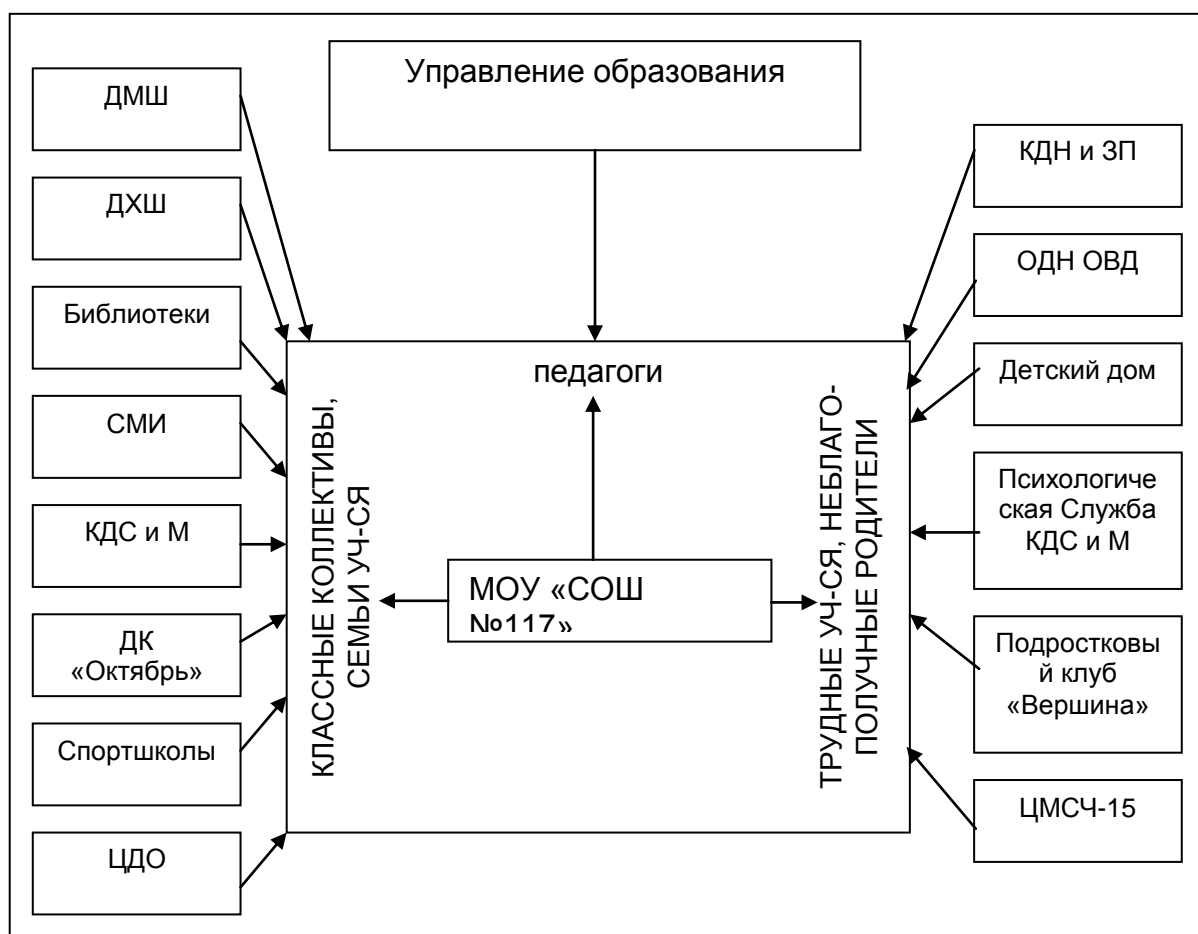 Управление образования
ДМШ
ДХШ
Библиотеки
СМИ
КДС и М
ДК
«Октябрь»
Спортшколы
ЦДО
педагоги
КЛАССНЫЕ КОЛЛЕКТИВЫ,
СЕМЬИ УЧ-СЯ
МОУ «СОШ
№117»
ТРУДНЫЕ УЧ-СЯ, НЕБЛАГО-
ПОЛУЧНЫЕ РОДИТЕЛИ
КДН и ЗП
ОДН ОВД
Детский дом
Психологиче
ская Служба
КДС и М
Подростковы
й клуб
«Вершина»
ЦМСЧ-15